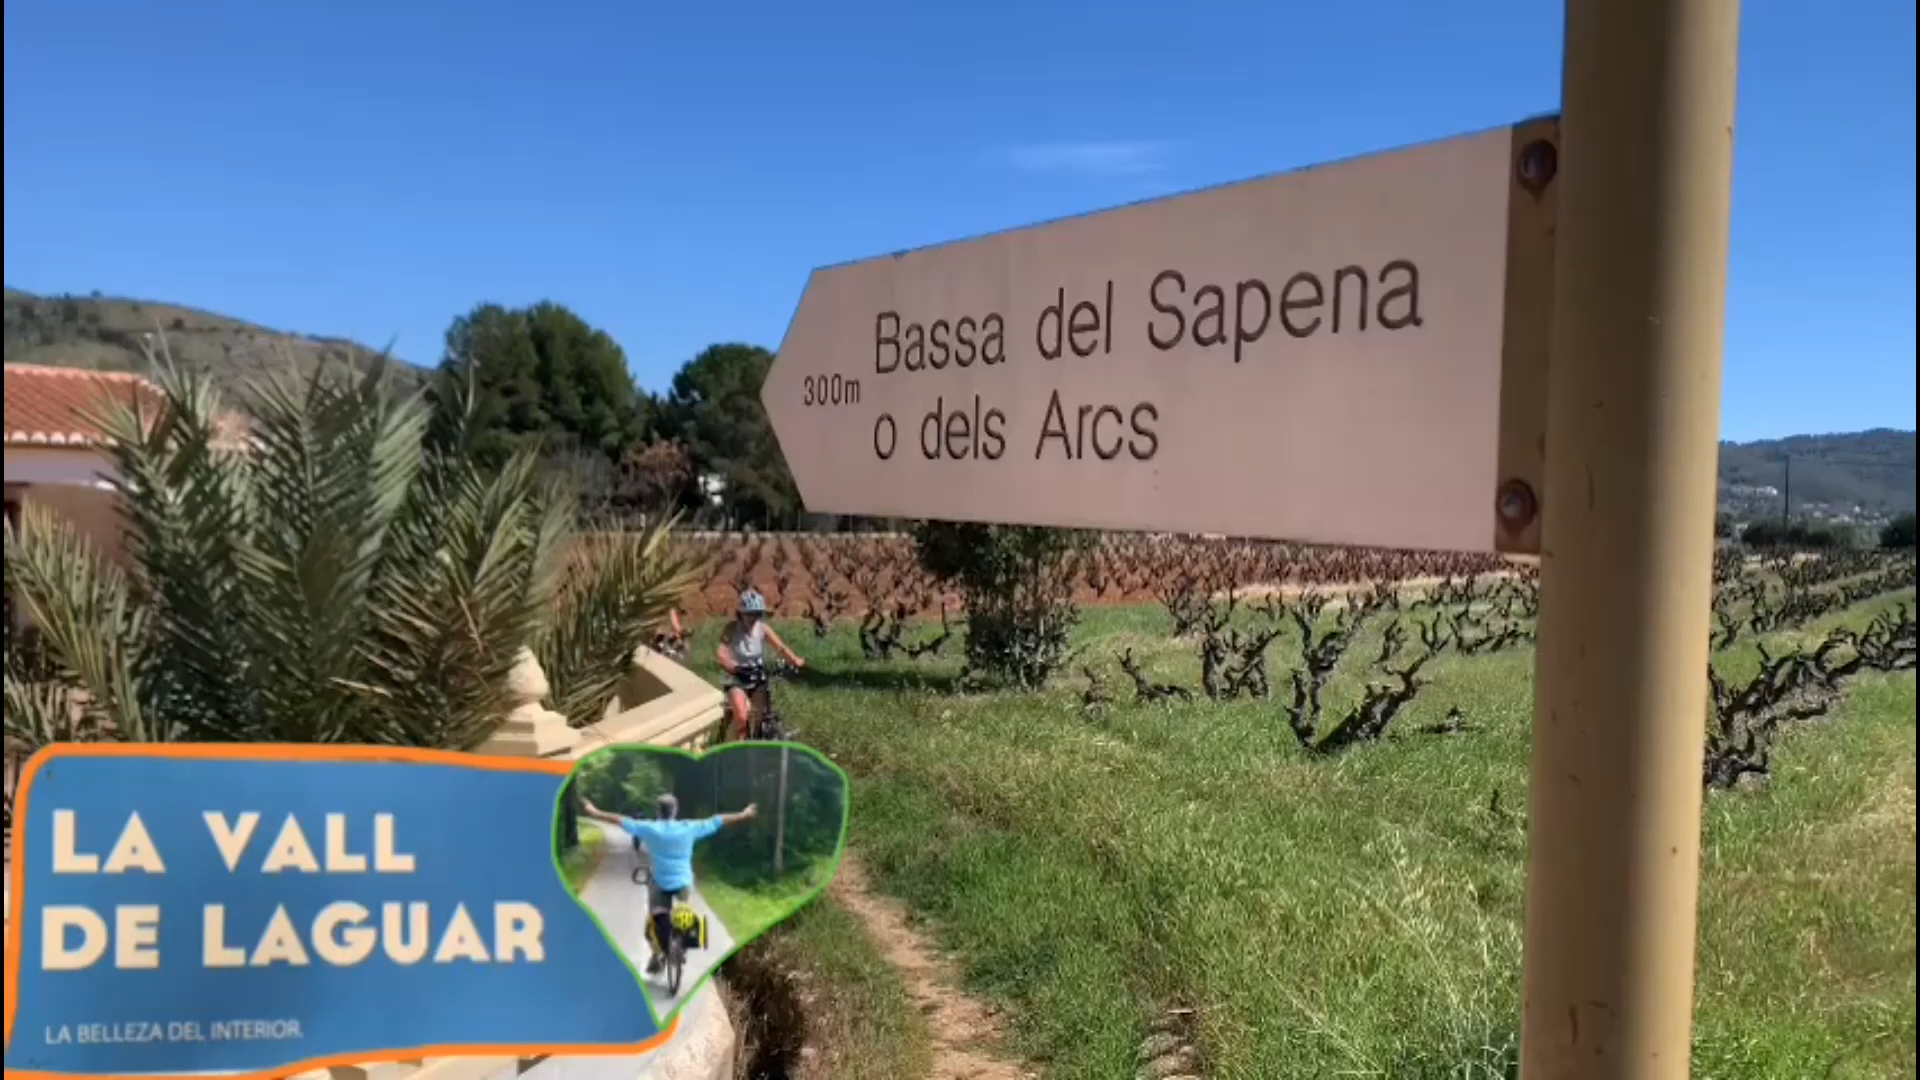 Bassa del Sapena
300m
o dels Arcs
LA VALL
DE LAGUAR
LA BELLEZA DEL INTERIOR.